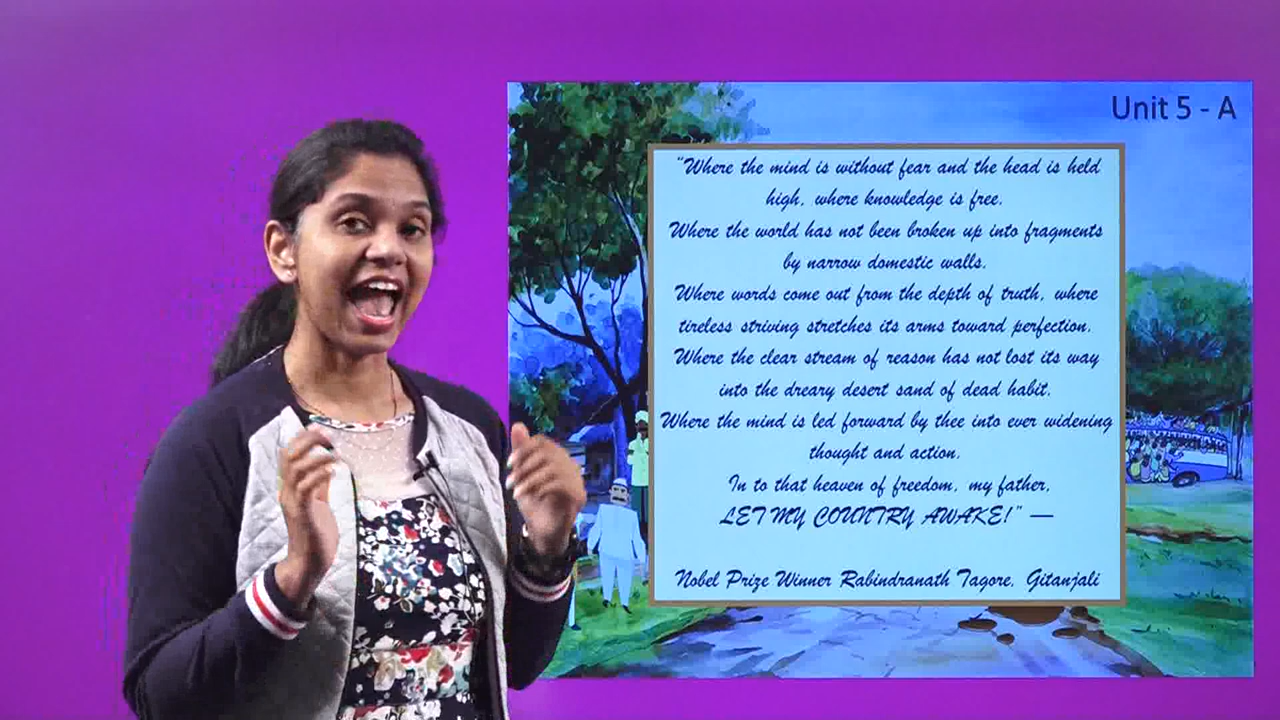 Unit 5 - A
"Where the mind is without fear and the head is held
high, where knowledge is free.
Where the world has not been broken up into fragments
by narrow domestic walls.
Where words come out from the depth of truth, where
tireless striving stretches its arms toward perfection.
Where the clear stream of reason has not lost its way
into the dreary desert sand of dead habit.
Where the mind is led forward by thee into ever widening
thought and action.
In to that heaven of freedom, my father,
LET MY COUNTRY AWAKE!" —
Nobel Prize Winner Rabindranath Tagore, Gitanjali